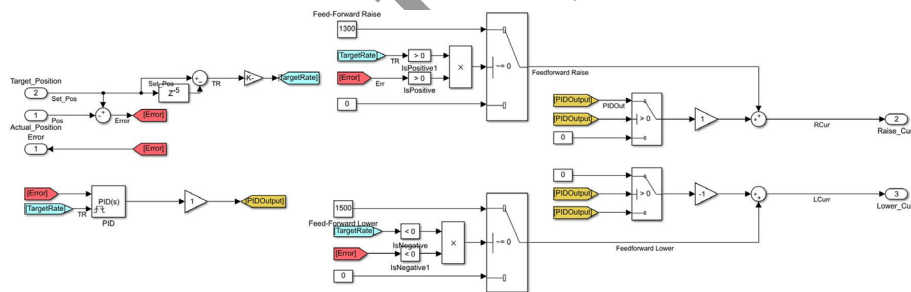 Feed-Forward Raise
1300
[TargetRate]
TR
> 0
IsPositive1
[Error]
Err
> 0
IsPositive
×
~= 0
0
Feedforward Raise
Target_Position
2
Set_Pos
Set_Pos
Z-5
TR
K-
[TargetRate]
1
Pos
Error
[Error]
Actual_Position
Error
1
[Error]
[PIDOutput]
PIDOut
[PIDOutput]
> 0
0
1
RCur
2
Raise_Cu
[Error]
[TargetRate]
TR
PID(s)
PID
1
[PIDOutput]
0
[PIDOutput]
> 0
[PIDOutput]
-1
LCurr
3
Lower_Cu
1500
Feed-Forward Lower
[TargetRate]
< 0
IsNegative
[Error]
< 0
IsNegative1
×
~= 0
0
Feedforward Lower